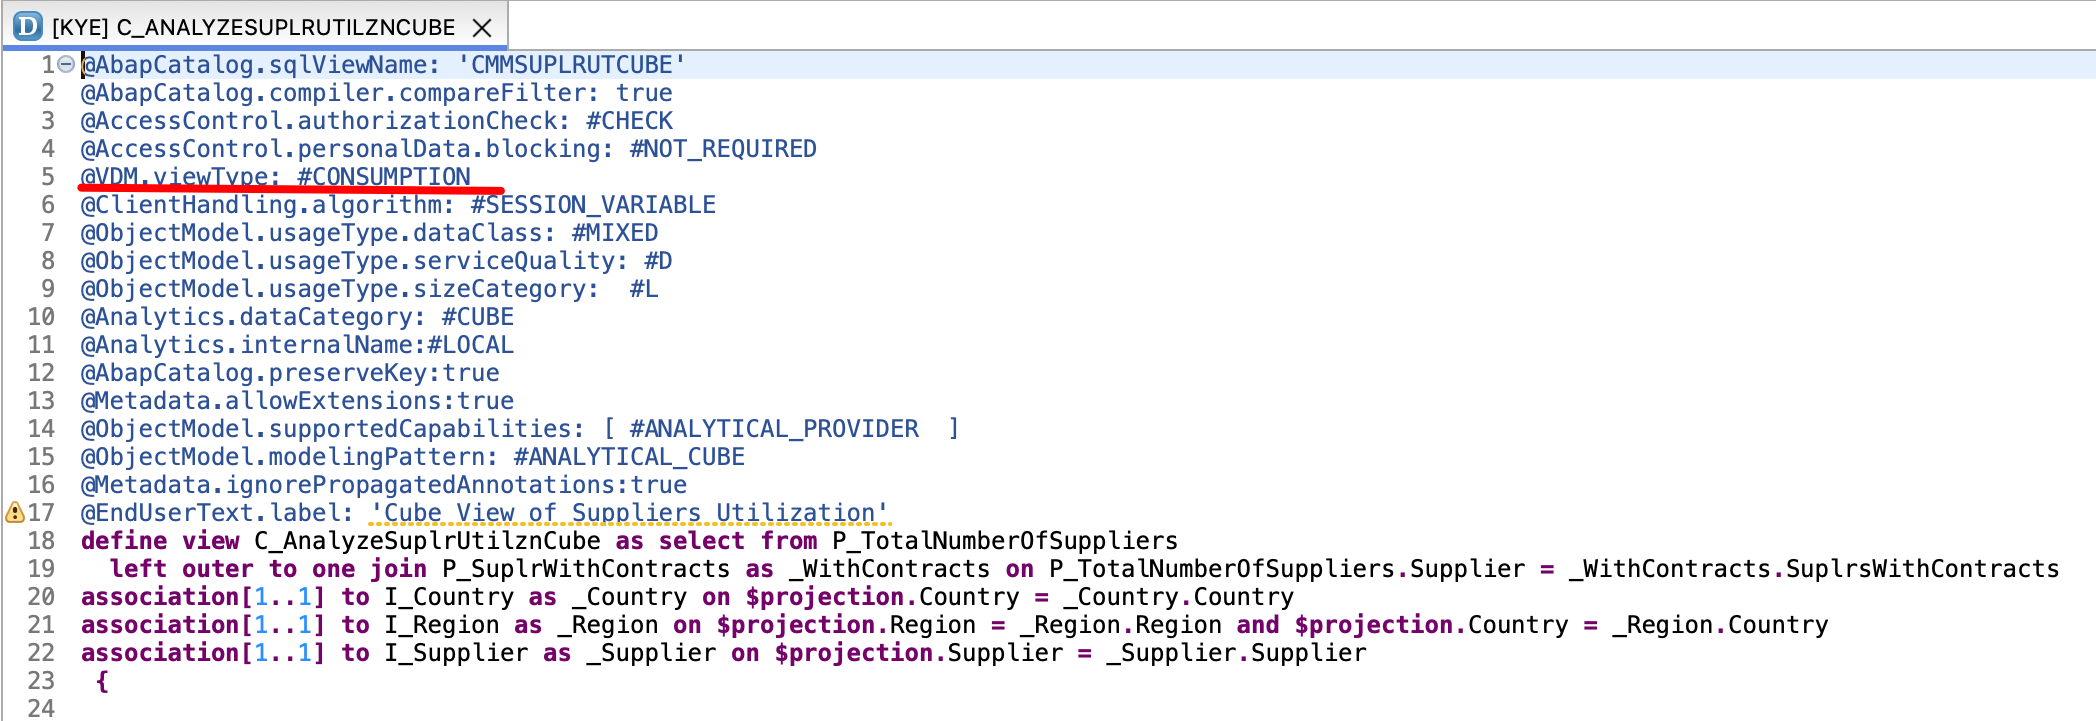 D [KYE] C_ANALYZESUPLRUTILZNCUBE
1 @AbapCatalog.sqlViewName: 'CMMSUPLRUTCUBE'
2 @AbapCatalog.compiler.compareFilter: true
3 @AccessControl.authorizationCheck: #CHECK
4 @AccessControl.personalData.blocking: #NOT_REQUIRED
5 @VDM.viewType: #CONSUMPTION
6 @ClientHandling.algorithm: #SESSION_VARIABLE
7 @ObjectModel.usageType.dataClass: #MIXED
8 @ObjectModel.usageType.serviceQuality: #D
9 @ObjectModel.usageType.sizeCategory:  #L
10 @Analytics.dataCategory: #CUBE
11 @Analytics.internalName:#LOCAL
12 @AbapCatalog.preserveKey:true
13 @Metadata.allowExtensions:true
14 @ObjectModel.supportedCapabilities: [ #ANALYTICAL_PROVIDER  ]
15 @ObjectModel.modelingPattern: #ANALYTICAL_CUBE
16 @Metadata.ignorePropagatedAnnotations:true
17 @EndUserText.label: 'Cube View of Suppliers Utilization'
18 define view C_AnalyzeSuplrUtilznCube as select from P_TotalNumberOfSuppliers
19   left outer to one join P_SuplrWithContracts as _WithContracts on P_TotalNumberOfSuppliers.Supplier = _WithContracts.SuplrsWithContracts
20 association[1..1] to I_Country as _Country on $projection.Country = _Country.Country
21 association[1..1] to I_Region as _Region on $projection.Region = _Region.Region and $projection.Country = _Region.Country
22 association[1..1] to I_Supplier as _Supplier on $projection.Supplier = _Supplier.Supplier
23  {
24